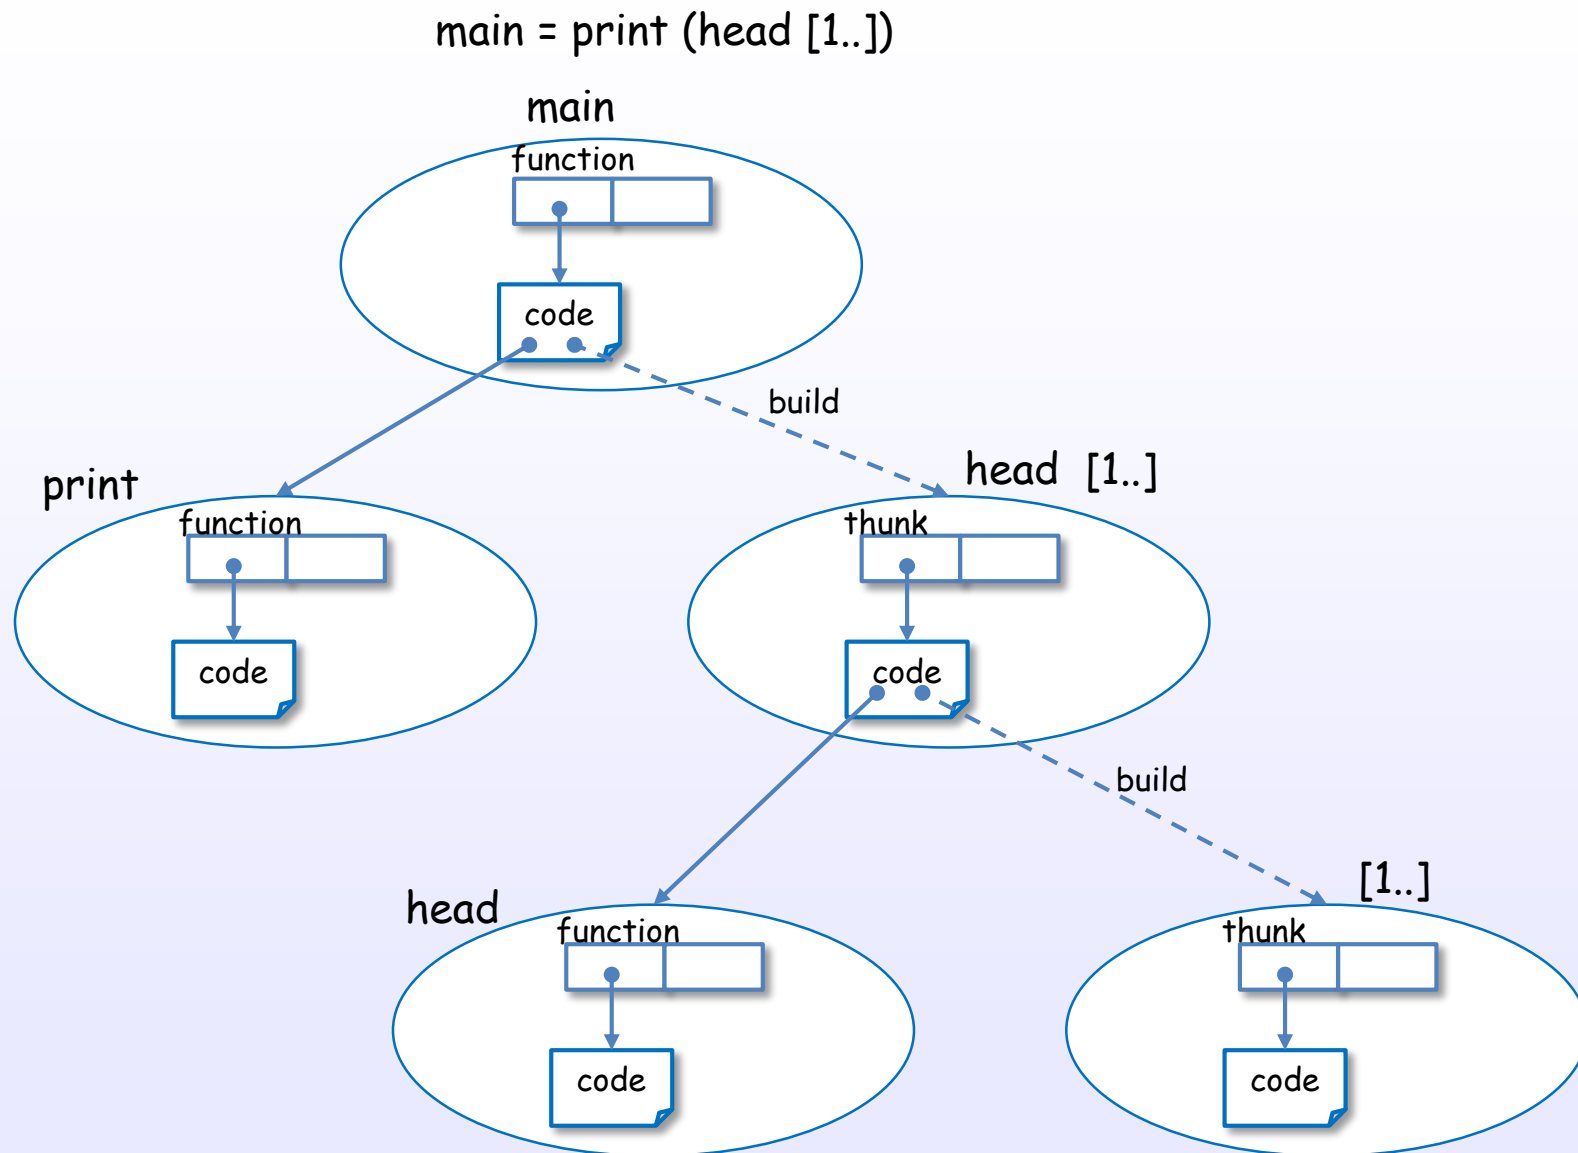 main = print (head [1..])
main
function
code
build
print
head [1..]
function
thunk
code
code
build
head
[1..]
function
thunk
code
code